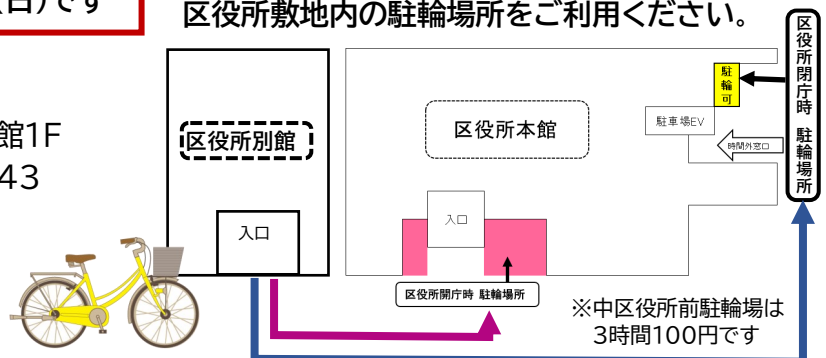 (日)です
区役所敷地内の駐輪場所をご利用ください。
館1F
43
区役所別館
入口
区役所本館
入口
駐輪可
駐車場EV
時間外窓口
区役所閉庁時 駐輪場所
区役所開庁時 駐輪場所
※中区役所前駐輪場は
3時間100円です